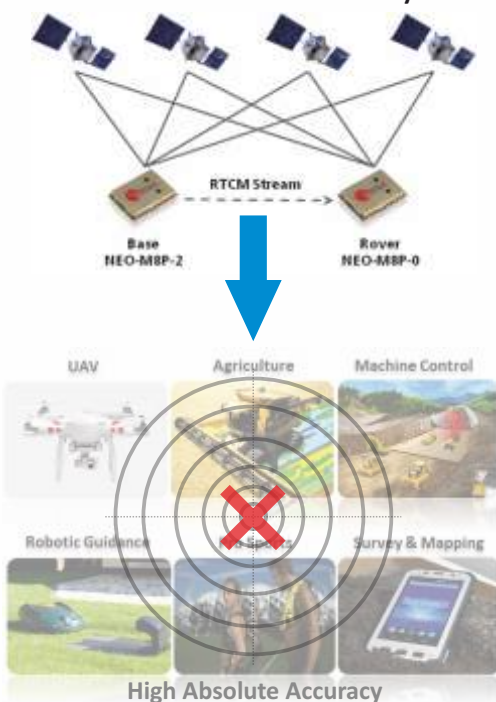 RTCM Stream
Base
NEO-M8P-2
Rover
NEO-M8P-0
UAV
Agriculture
Machine Control
Robotic Guidance
Survey & Mapping
High Absolute Accuracy